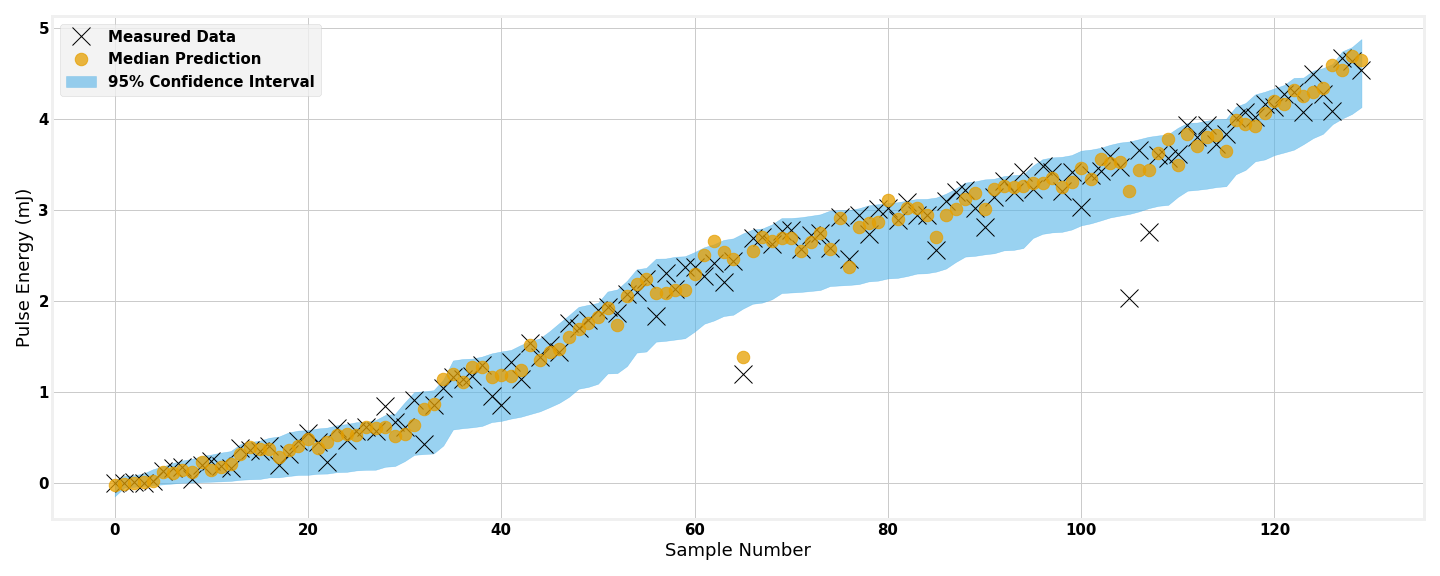 5
4
3
2
1
0
Pulse Energy (mJ)
Measured Data
Median Prediction
95% Confidence Interval
0 20 40 60 80 100 120
Sample Number